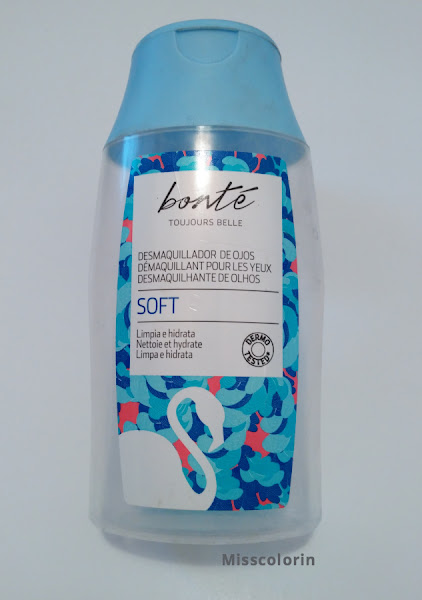 bonté
TOUJOURS BELLE
DESMAQUILLADOR DE OJOS
DÉMAQUILLANT POUR LES YEUX
DESMAQUILHANTE DE OLHOS
SOFT
Limpia e hidrata
Nettoie et hydrate
Limpa e hidrata
DERMO
TESTED*
Misscolorin